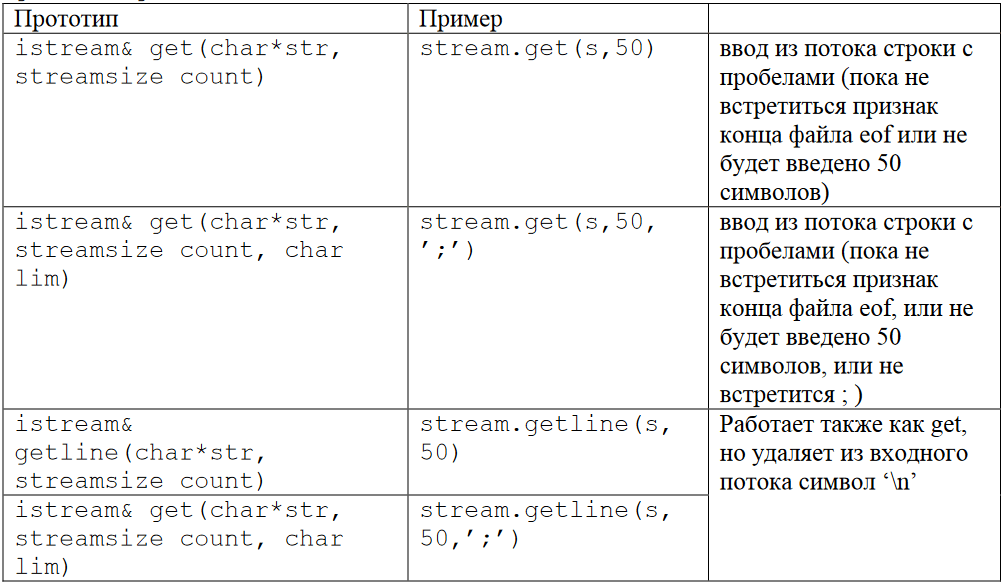 Прототип
Пример
istream& get(char*str,
streamsize count)
stream.get(s,50)
ввод из потока строки с
пробелами (пока не
встретиться признак
конца файла eof или не
будет введено 50
символов)
istream& get(char*str,
streamsize count, char
lim)
stream.get(s,50,
’;’)
ввод из потока строки с
пробелами (пока не
встретиться признак
конца файла eof, или не
будет введено 50
символов, или не
встретится ; )
istream&
getline(char*str,
streamsize count)
stream.getline(s,
50)
Работает также как get,
но удаляет из входного
потока символ ‘\n’
istream& get(char*str,
streamsize count, char
lim)
stream.getline(s,
50,’;’)